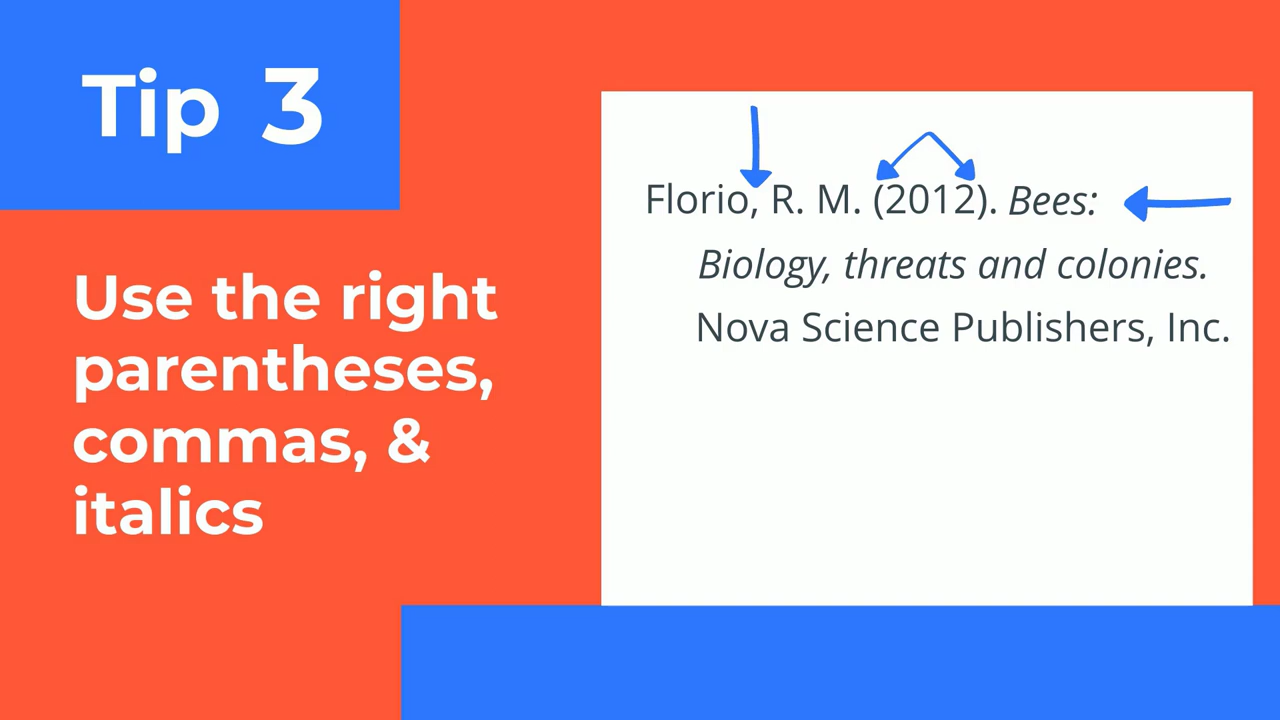 Tip 3
Use the right
parentheses,
commas, &
italics
Florio, R. M. (2012). Bees:
Biology, threats and colonies.
Nova Science Publishers, Inc.